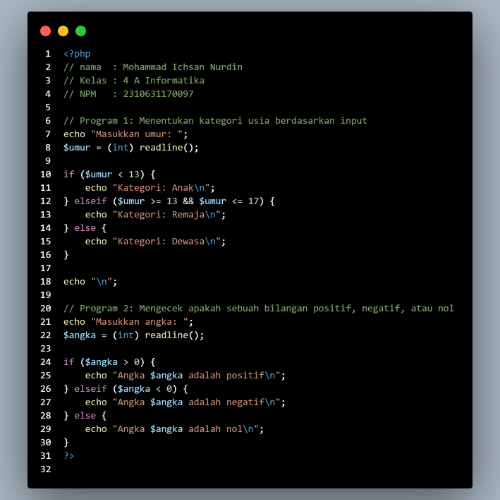 1 <?php
2 // nama  : Mohammad Ichsan Nurdin
3 // Kelas : 4 A Informatika
4 // NPM   : 2310631170097
5
6 // Program 1: Menentukan kategori usia berdasarkan input
7 echo "Masukkan umur: ";
8 $umur = (int) readline();
9
10 if ($umur < 13) {
11     echo "Kategori: Anak\n";
12 } elseif ($umur >= 13 && $umur <= 17) {
13     echo "Kategori: Remaja\n";
14 } else {
15     echo "Kategori: Dewasa\n";
16 }
17
18 echo "\n";
19
20 // Program 2: Mengecek apakah sebuah bilangan positif, negatif, atau nol
21 echo "Masukkan angka: ";
22 $angka = (int) readline();
23
24 if ($angka > 0) {
25     echo "Angka $angka adalah positif\n";
26 } elseif ($angka < 0) {
27     echo "Angka $angka adalah negatif\n";
28 } else {
29     echo "Angka $angka adalah nol\n";
30 }
31 ?>
32